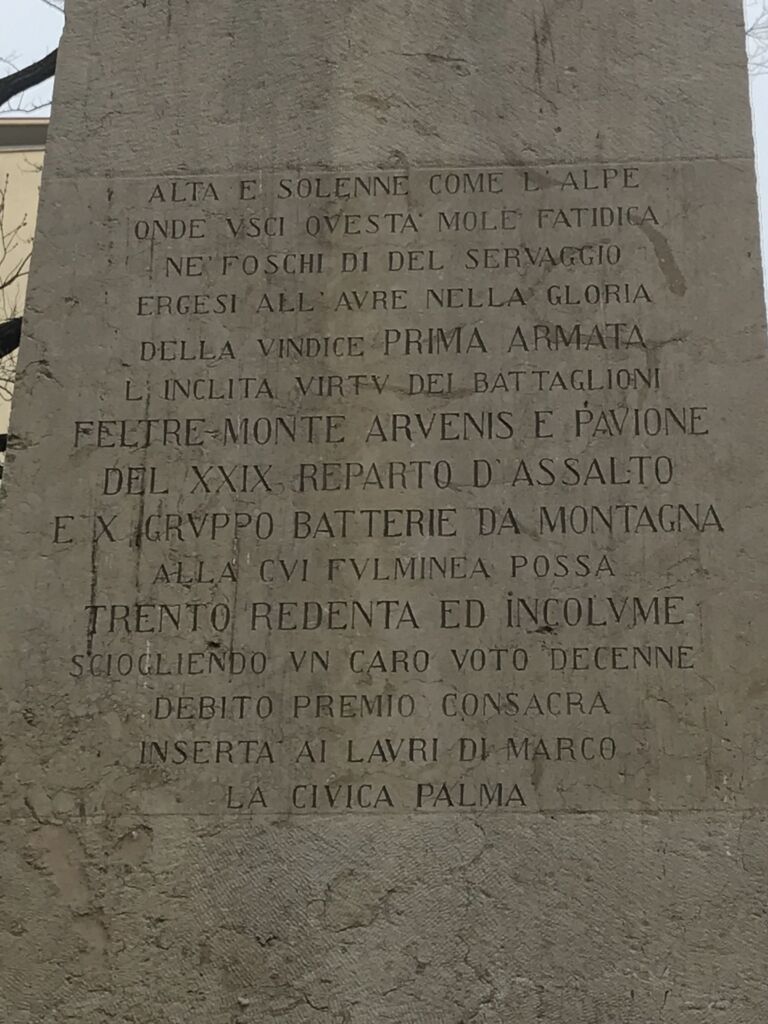 ALTA E SOLENNE COME L'ALPE
ONDE VSCI QVESTA MOLE FATIDICA
NE' FOSCHI DI DEL SERVAGGIO
ERGESI ALL'AVRE NELLA GLORIA
DELLA VINDICE PRIMA ARMATA
L'INCLITA VIRTV DEI BATTAGLIONI
FELTRE-MONTE ARVENIS E PAVIONE
DEL XXIX REPARTO D'ASSALTO
E X GRVPPO BATTERIE DA MONTAGNA
ALLA CVI FVLMINEA POSSA
TRENTO REDENTA ED INCOLVME
SCIOGLIENDO VN CARO VOTO DECENNE
DEBITO PREMIO CONSACRA
INSERTA AI LAVRI DI MARCO
LA CIVICA PALMA